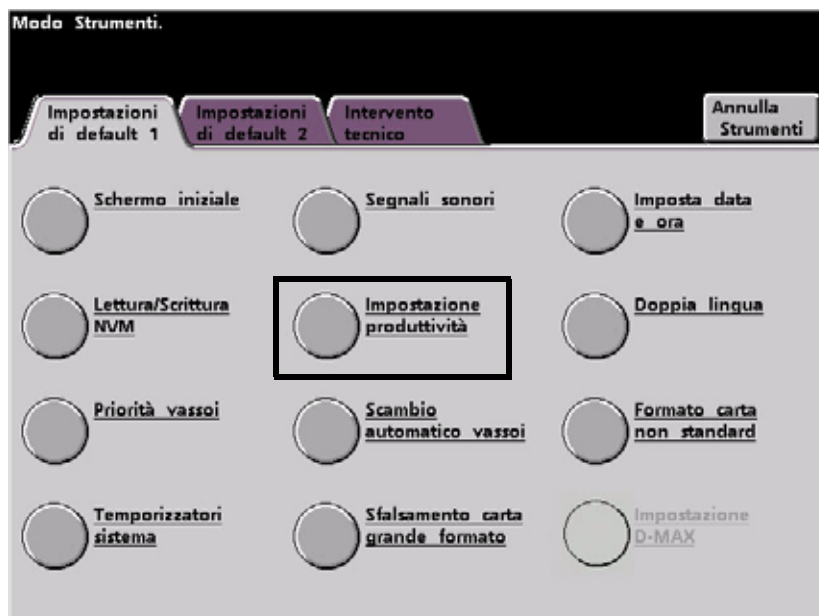 Modo Strumenti.
Impostazioni
di default 1
Impostazioni
di default 2
Intervento
tecnico
Annulla
Strumenti
Schermo iniziale
Segnali sonori
Imposta data
e ora
Lettura/Scrittura
NVM
Impostazione
produttività
Doppia lingua
Priorità vassoi
Scambio
automatico vassoi
Formato carta
non standard
Temporizzatori
sistema
Sfalsamento carta
grande formato
Impostazione
D-MAX